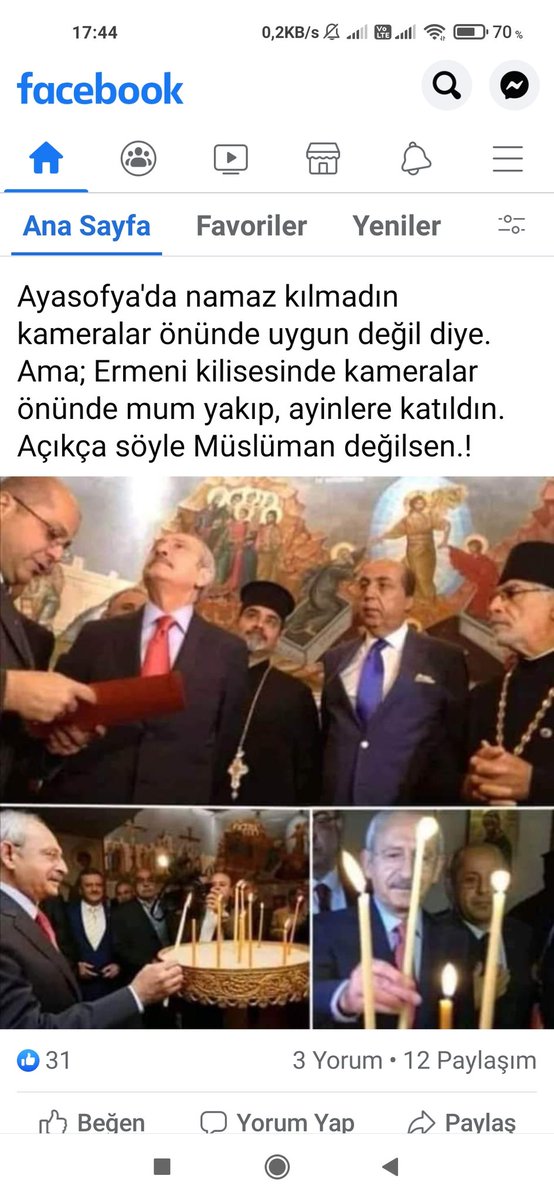 17:44 0,2KB/s Vo LTE 70%
facebook
Ana Sayfa Favoriler Yeniler
Ayasofya'da namaz kılmadın
kameralar önünde uygun değil diye.
Ama; Ermeni kilisesinde kameralar
önünde mum yakıp, ayinlere katıldın.
Açıkça söyle Müslüman değilsen.!
31 3 Yorum • 12 Paylaşım
Beğen Yorum Yap Paylaş